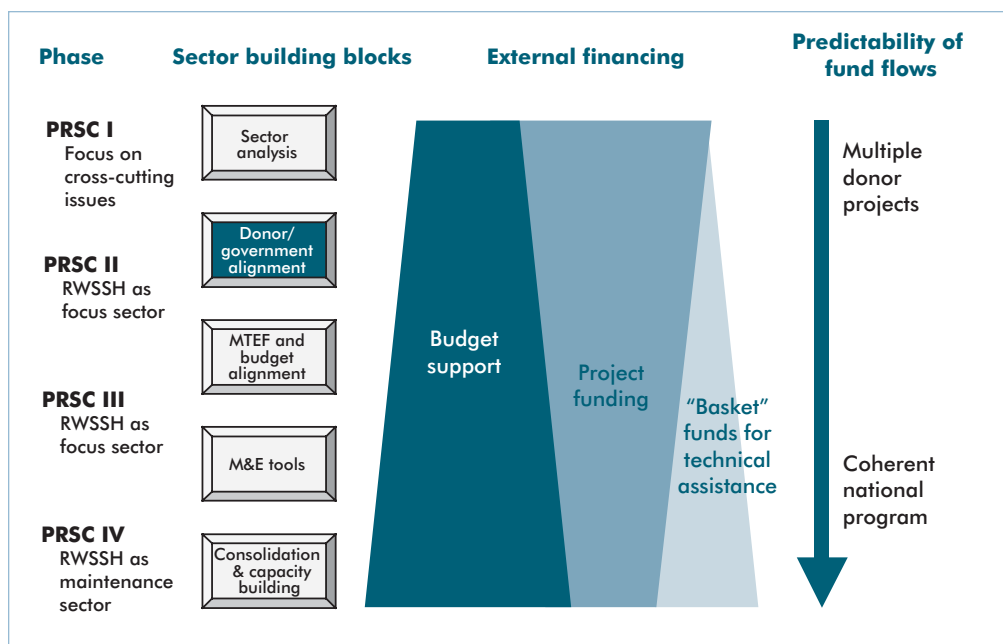 Phase
Sector building blocks
External financing
Predictability of
fund flows
PRSC I
Focus on
cross-cutting
issues
PRSC II
RWSSH as
focus sector
PRSC III
RWSSH as
focus sector
PRSC IV
RWSSH as
maintenance
sector
Sector
analysis
Donor/
government
alignment
MTEF and
budget
alignment
M&E tools
Consolidation
& capacity
building
Budget
support
Project
funding
“Basket”
funds for
technical
assistance
Multiple
donor
projects
Coherent
national
program